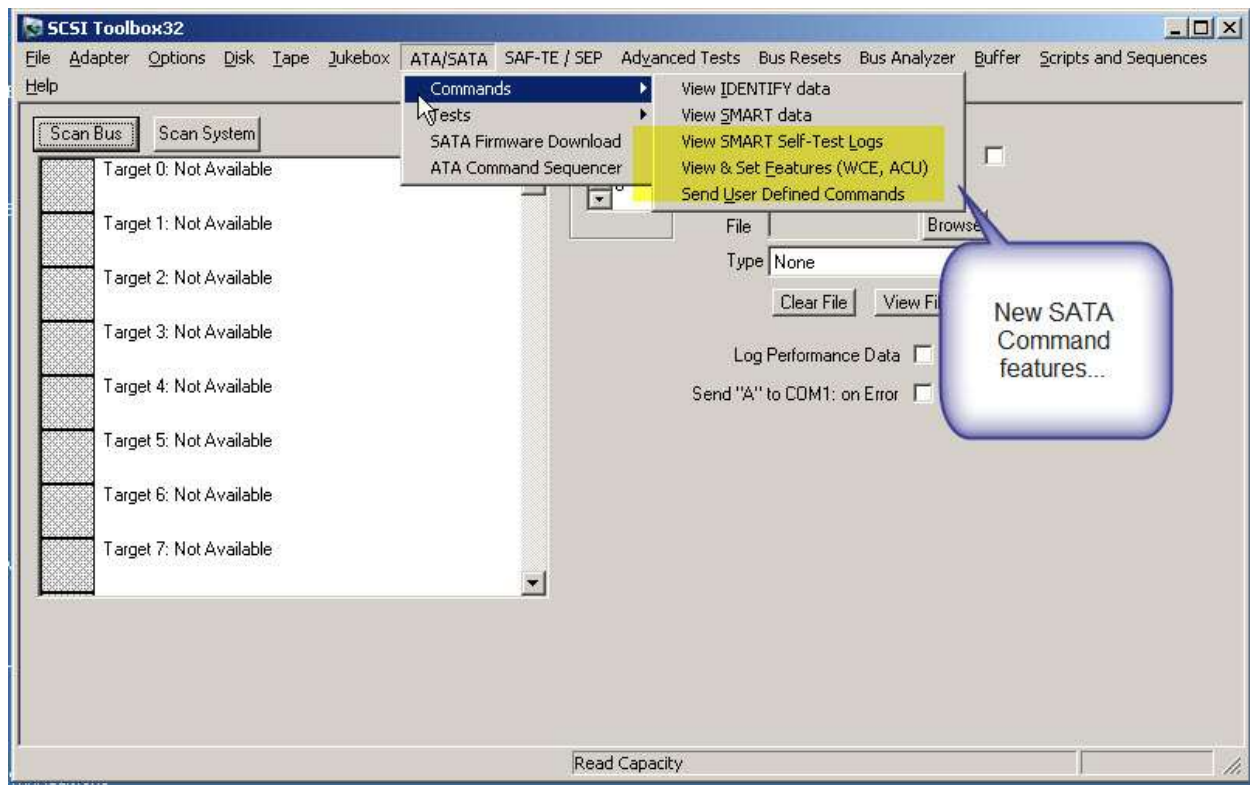 SCSI Toolbox32
File Adapter Options Disk Tape Jukebox ATA/SATA SAF-TE / SEP Advanced Tests Bus Resets Bus Analyzer Buffer Scripts and Sequences
Help
Commands
Tests
SATA Firmware Download
ATA Command Sequencer
View IDENTIFY data
View SMART data
View SMART Self-Test Logs
View & Set Features (WCE, ACU)
Send User Defined Commands
Scan Bus Scan System
Target 0: Not Available
Target 1: Not Available
Target 2: Not Available
Target 3: Not Available
Target 4: Not Available
Target 5: Not Available
Target 6: Not Available
Target 7: Not Available
File Browse
Type None
Clear File View Fi
Log Performance Data
Send "A" to COM1: on Error
New SATA
Command
features...
Read Capacity